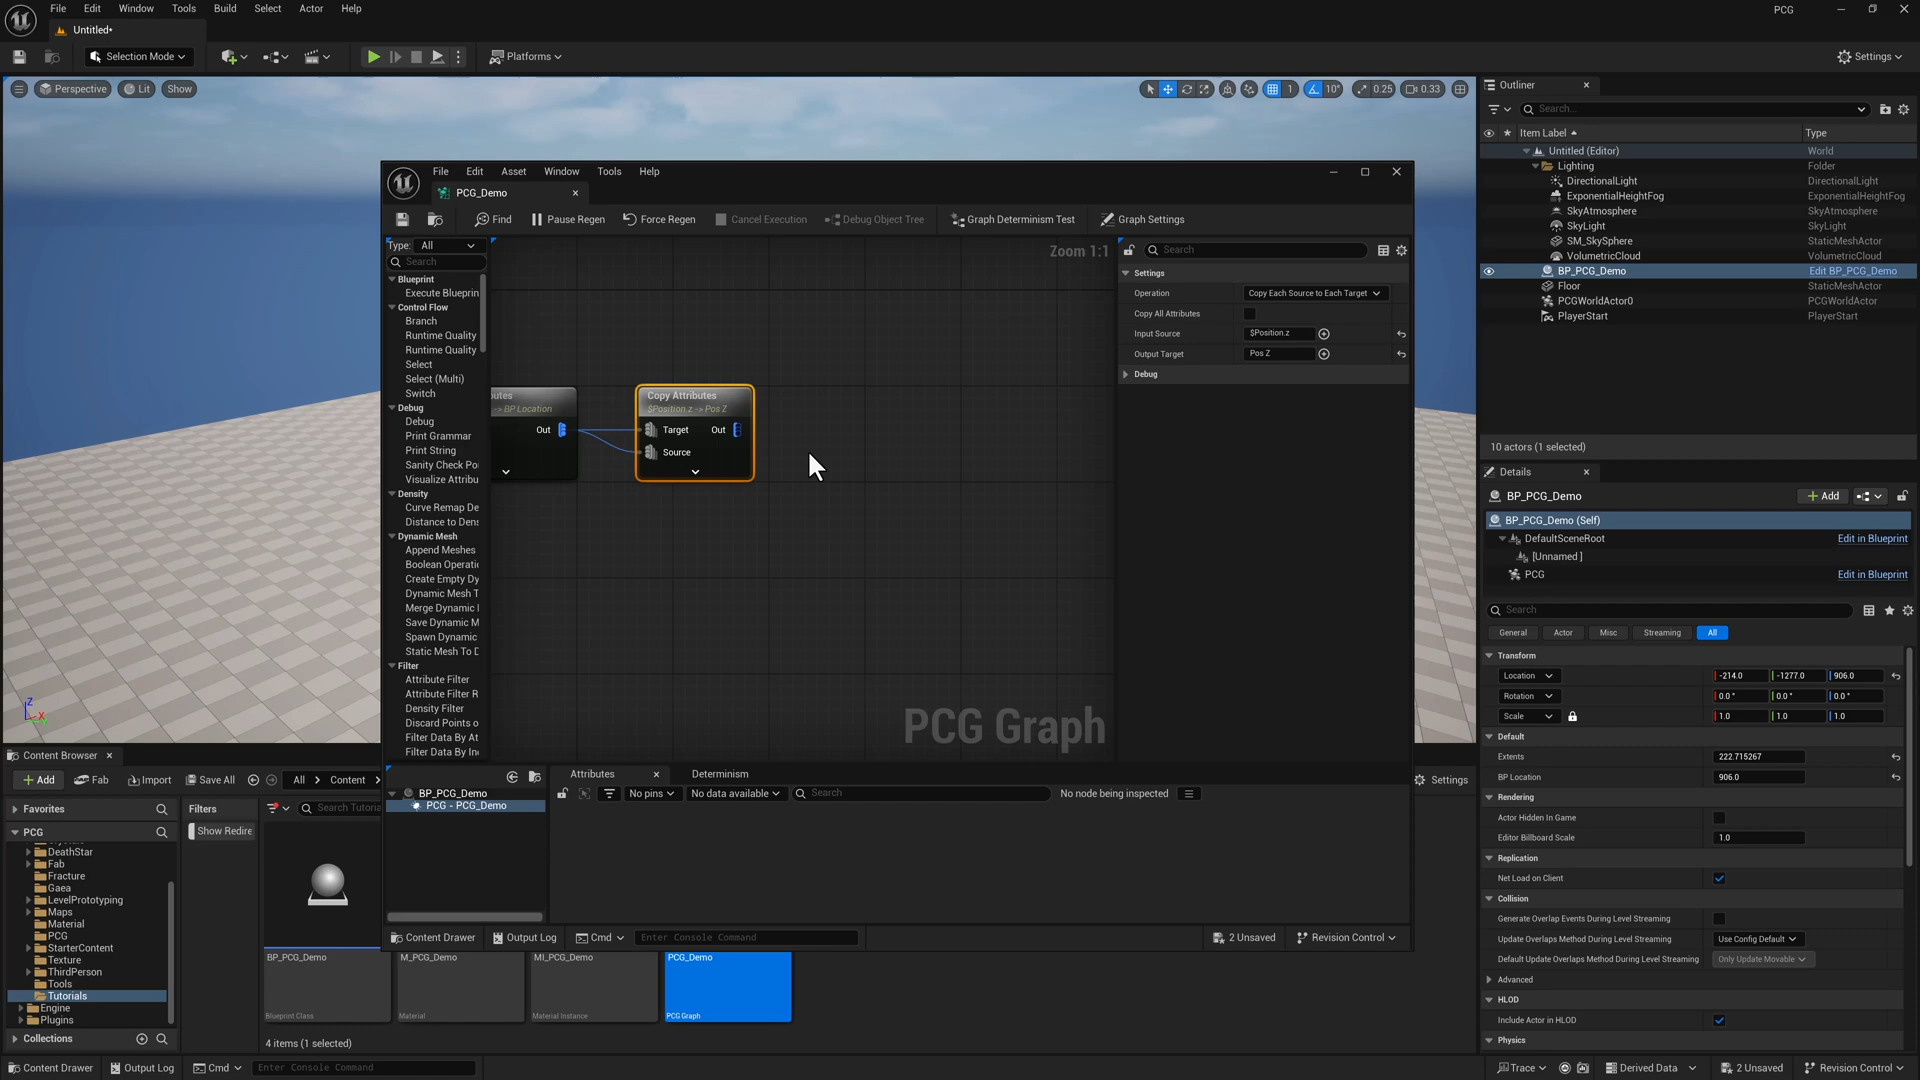 File Edit Window Tools Build Select Actor Help
PCG
Untitled*
Selection Mode
Platforms
Settings
Perspective
Lit
Show
1
10°
0.25
0.33
File Edit Asset Window Tools Help
PCG_Demo
Find
Pause Regen
Force Regen
Cancel Execution
Debug Object Tree
Graph Determinism Test
Graph Settings
Type: All
Search
Blueprint
Execute Blueprin
Control Flow
Branch
Runtime Quality
Runtime Quality
Select
Select (Multi)
Switch
Debug
Debug
Print Grammar
Print String
Sanity Check Poi
Visualize Attribu
Density
Curve Remap De
Distance to Dens
Dynamic Mesh
Append Meshes
Boolean Operati
Create Empty Dy
Dynamic Mesh T
Merge Dynamic
Save Dynamic M
Spawn Dynamic
Static Mesh To D
Filter
Attribute Filter
Attribute Filter R
Density Filter
Discard Points o
Filter Data By At
Filter Data By In
Zoom 1:1
utes
-> BP Location
Out
Copy Attributes
$Position.z -> Pos Z
Target
Out
Source
PCG Graph
Search
Settings
Operation
Copy Each Source to Each Target
Copy All Attributes
Input Source
$Position.z
Output Target
Pos Z
Debug
BP_PCG_Demo
PCG - PCG_Demo
Attributes
Determinism
No pins
No data available
Search
No node being inspected
Content Drawer
Output Log
Cmd
Enter Console Command
2 Unsaved
Revision Control
Outliner
Search...
Item Label
Type
Untitled (Editor)
World
Lighting
Folder
DirectionalLight
DirectionalLight
ExponentialHeightFog
ExponentialHeightFog
SkyAtmosphere
SkyAtmosphere
SkyLight
SkyLight
SM_SkySphere
StaticMeshActor
VolumetricCloud
VolumetricCloud
BP_PCG_Demo
Edit BP_PCG_Demo
Floor
StaticMeshActor
PCGWorldActor0
PCGWorldActor
PlayerStart
PlayerStart
10 actors (1 selected)
Details
BP_PCG_Demo
Add
BP_PCG_Demo (Self)
DefaultSceneRoot
Edit in Blueprint
[Unnamed ]
PCG
Edit in Blueprint
Search
General
Actor
Misc
Streaming
All
Transform
Location
-214.0
-1277.0
906.0
Rotation
0.0 °
0.0 °
0.0 °
Scale
1.0
1.0
1.0
Default
Extents
222.715267
BP Location
906.0
Rendering
Actor Hidden In Game
Editor Billboard Scale
1.0
Replication
Net Load on Client
Collision
Generate Overlap Events During Level Streaming
Update Overlaps Method During Level Streaming
Use Config Default
Default Update Overlaps Method During Level Streaming
Only Update Movable
Advanced
HLOD
Include Actor in HLOD
Physics
Content Browser
Add
Fab
Import
Save All
All
Content
Settings
Favorites
PCG
DeathStar
Fab
Fracture
Gaea
LevelPrototyping
Maps
Material
PCG
StarterContent
Texture
ThirdPerson
Tools
Tutorials
Engine
Plugins
Collections
Filters
Show Redire
Search Tutoria
BP_PCG_Demo
Blueprint Class
M_PCG_Demo
Material
MI_PCG_Demo
Material Instance
PCG_Demo
PCG Graph
4 items (1 selected)
Content Drawer
Output Log
Cmd
Enter Console Command
Trace
Derived Data
2 Unsaved
Revision Control
Z
X